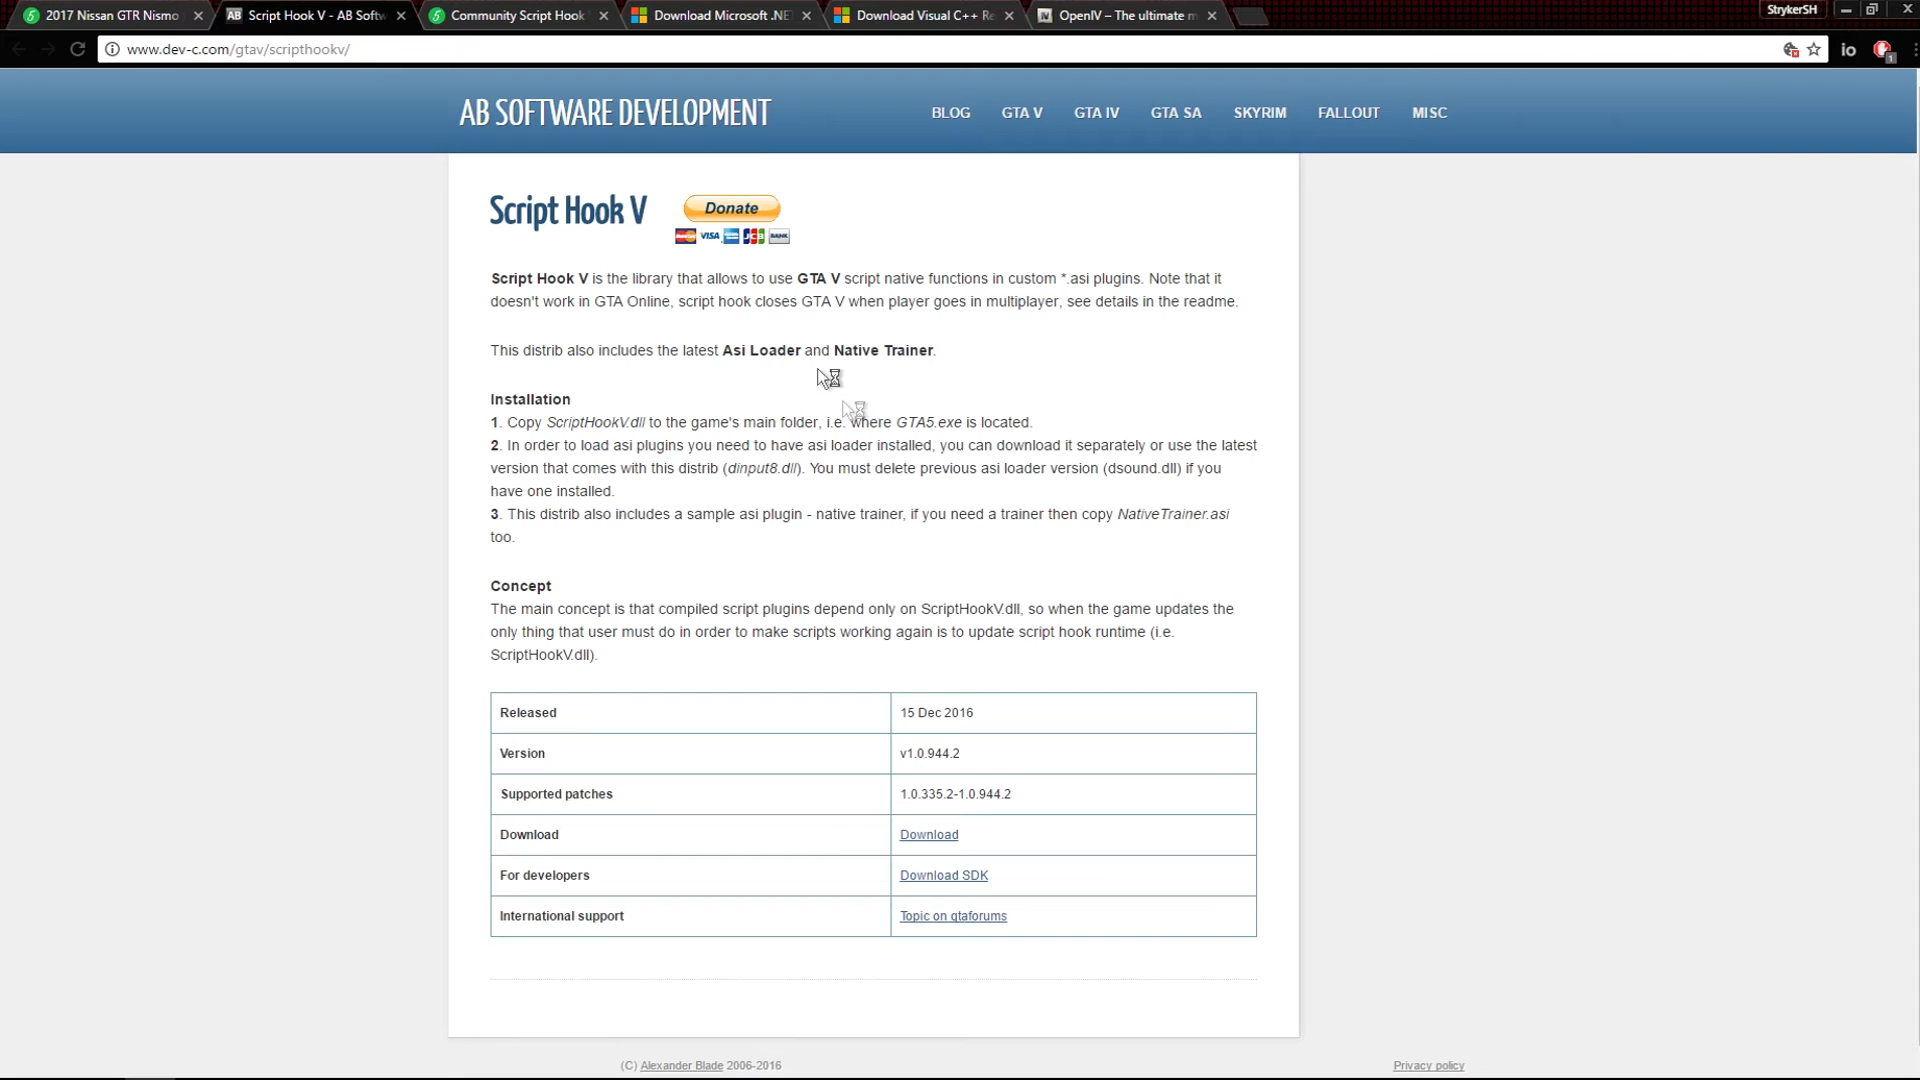 2017 Nissan GTR Nismo
Script Hook V - AB Softw
Community Script Hook
Download Microsoft .NE
Download Visual C++ Re
OpenIV – The ultimate m
StrykerSH
www.dev-c.com/gtav/scripthookv/
io
1
AB SOFTWARE DEVELOPMENT
BLOG GTA V GTA IV GTA SA SKYRIM FALLOUT MISC
Script Hook V
Donate
VISA JCB BANK
Script Hook V is the library that allows to use GTA V script native functions in custom *.asi plugins. Note that it
doesn't work in GTA Online, script hook closes GTA V when player goes in multiplayer, see details in the readme.
This distrib also includes the latest Asi Loader and Native Trainer.
Installation
1. Copy ScriptHookV.dll to the game's main folder, i.e. where GTA5.exe is located.
2. In order to load asi plugins you need to have asi loader installed, you can download it separately or use the latest
version that comes with this distrib (dinput8.dll). You must delete previous asi loader version (dsound.dll) if you
have one installed.
3. This distrib also includes a sample asi plugin - native trainer, if you need a trainer then copy NativeTrainer.asi
too.
Concept
The main concept is that compiled script plugins depend only on ScriptHookV.dll, so when the game updates the
only thing that user must do in order to make scripts working again is to update script hook runtime (i.e.
ScriptHookV.dll).
Released 15 Dec 2016
Version v1.0.944.2
Supported patches 1.0.335.2-1.0.944.2
Download Download
For developers Download SDK
International support Topic on gtaforums
(C) Alexander Blade 2006-2016
Privacy policy